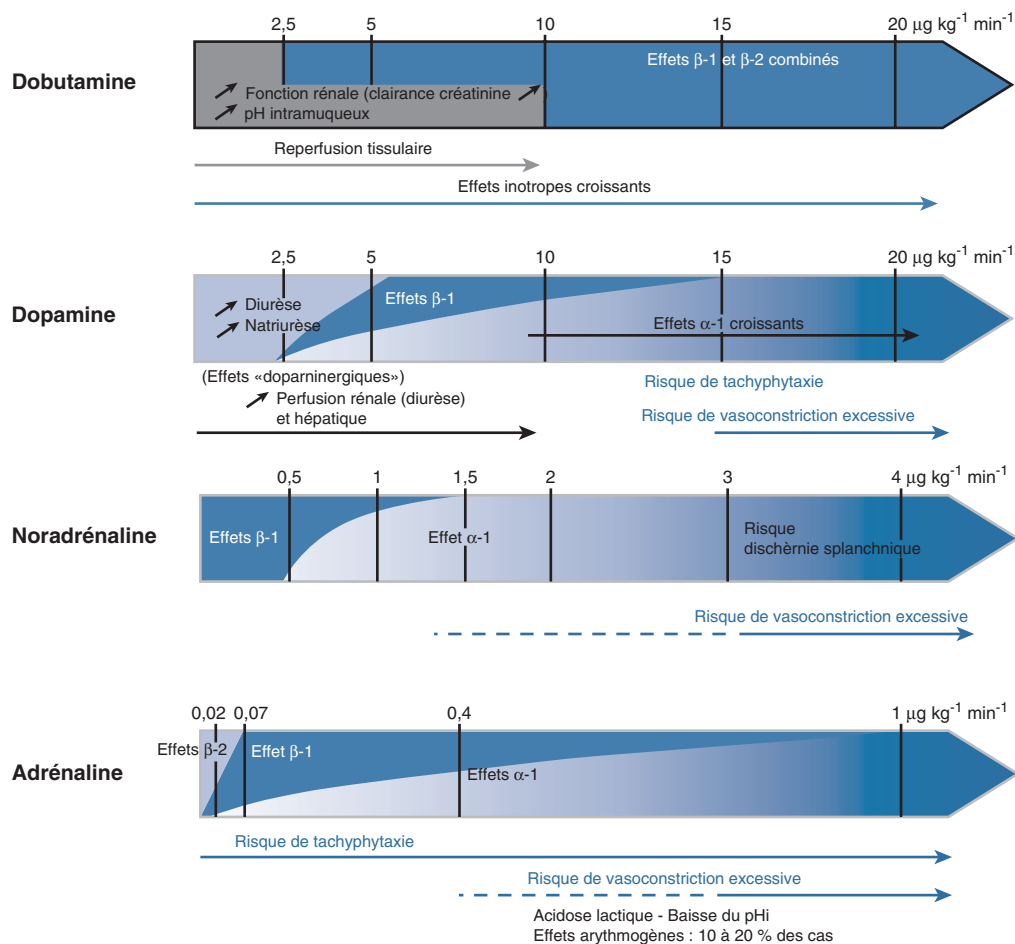 2,5 5 10 15 20 µg kg-1 min-1
Dobutamine
Effets β-1 et β-2 combinés
Fonction rénale (clairance créatinine )
pH intramuqueux
Reperfusion tissulaire
Effets inotropes croissants
2,5 5 10 15 20 µg kg-1 min-1
Dopamine
Effets β-1
Diurèse
Natriurèse
Effets α-1 croissants
(Effets «doparninergiques»)
Perfusion rénale (diurèse)
et hépatique
Risque de tachyphytaxie
Risque de vasoconstriction excessive
0,5 1 1,5 2 3 4 µg kg-1 min-1
Noradrénaline
Effets β-1
Effet α-1
Risque
dischèrnie splanchnique
Risque de vasoconstriction excessive
0,02 0,07 0,4 1 µg kg-1 min-1
Adrénaline
Effets β-2
Effet β-1
Effets α-1
Risque de tachyphytaxie
Risque de vasoconstriction excessive
Acidose lactique - Baisse du pHi
Effets arythmogènes : 10 à 20 % des cas